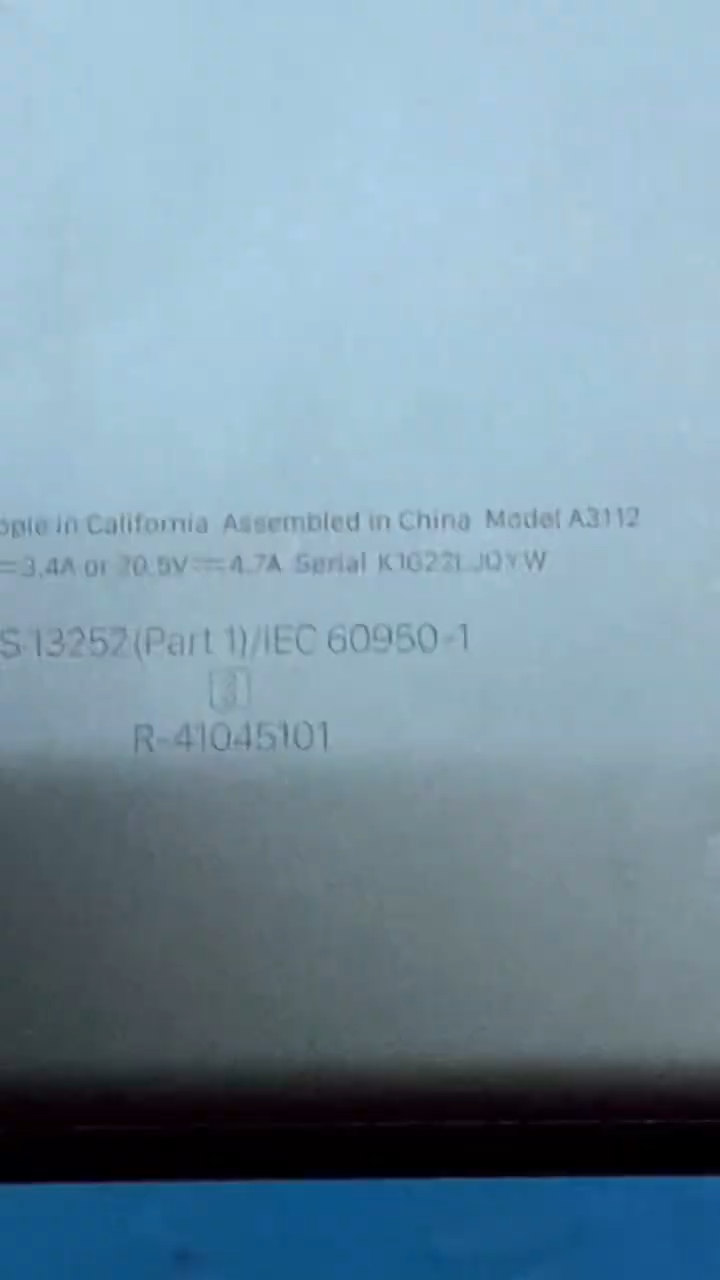 in California Assembled in China Model A3112
3.4A or 20.5V⎓4.7A Serial
S 13252(Part 1)/IEC 60950-1
R-41045101